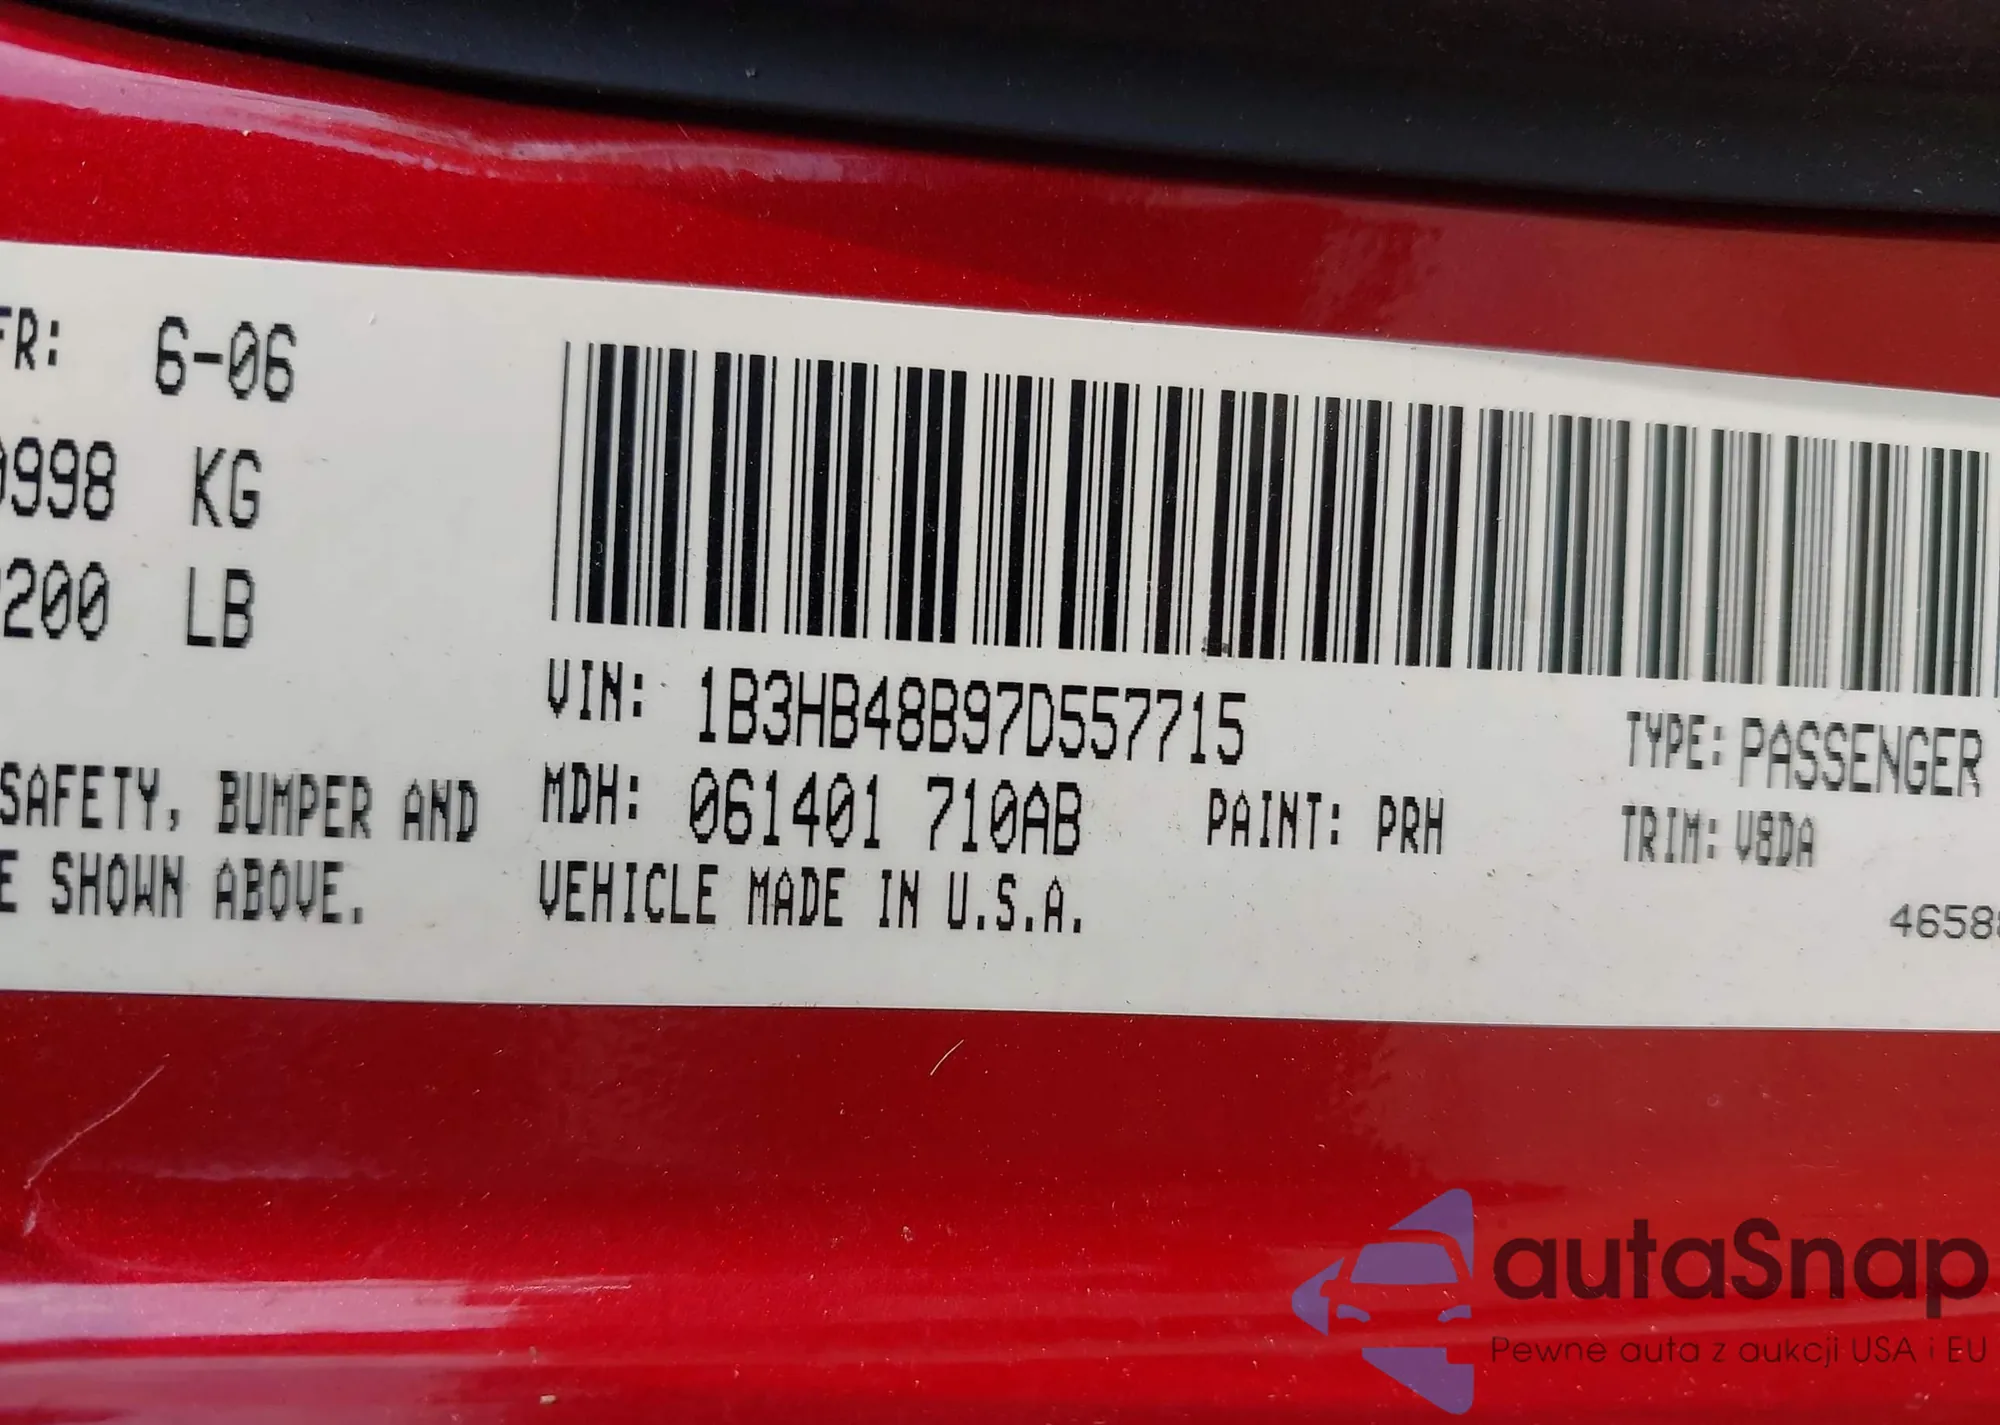 FR: 6-06
0998 KG
200 LB
VIN: 1B3HB48B97D557715
TYPE: PASSENGER
SAFETY, BUMPER AND
MDH: 061401 710AB PAINT: PRH
TRIM: V8DA
E SHOWN ABOVE.
VEHICLE MADE IN U.S.A.
4658
autaSnap
Pewne auta z aukcji USA i EU